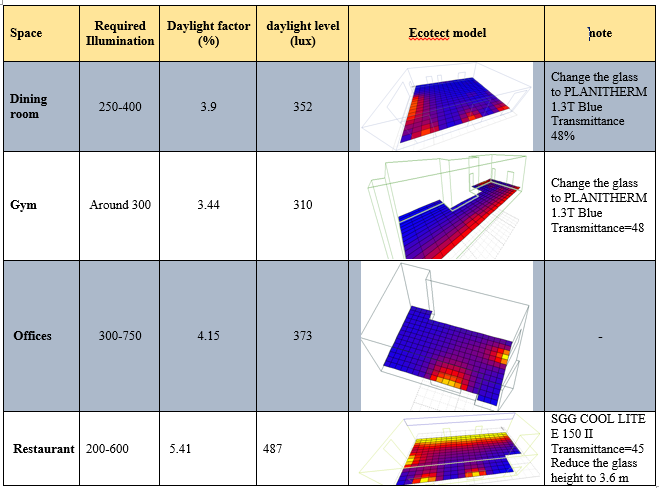 Space
Required
Illumination
Daylight factor
(%)
daylight level
(lux)
Ecotect model
note
Dining
room
250-400
3.9
352
Change the glass
to PLANITHERM
1.3T Blue
Transmittance
48%
Gym
Around 300
3.44
310
Change the glass
to PLANITHERM
1.3T Blue
Transmittance=48
Offices
300-750
4.15
373
-
Restaurant
200-600
5.41
487
SGG COOL LITE
E 150 II
Transmittance=45
Reduce the glass
height to 3.6 m